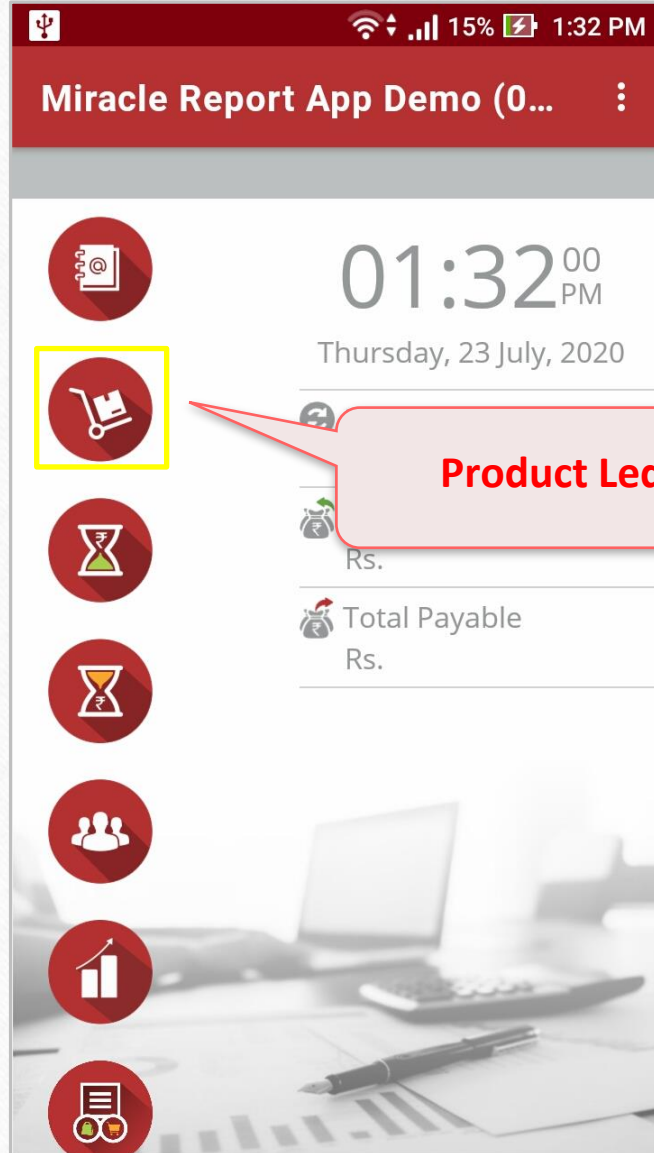 15% 1:32 PM
Miracle Report App Demo (0...
01:32 00 PM
Thursday, 23 July, 2020
Product
Rs.
Total Payable
Rs.